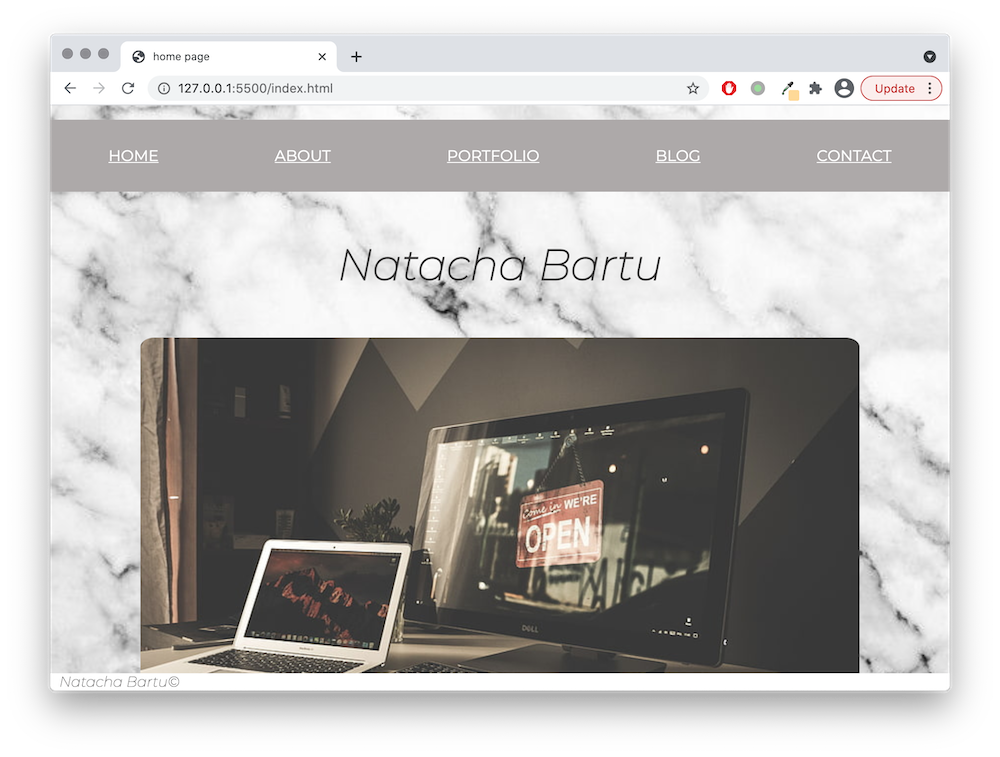 home page
127.0.0.1:5500/index.html
Update
HOME ABOUT PORTFOLIO BLOG CONTACT
Natacha Bartu
Come in WE'RE
OPEN
DELL
Natacha Bartu©